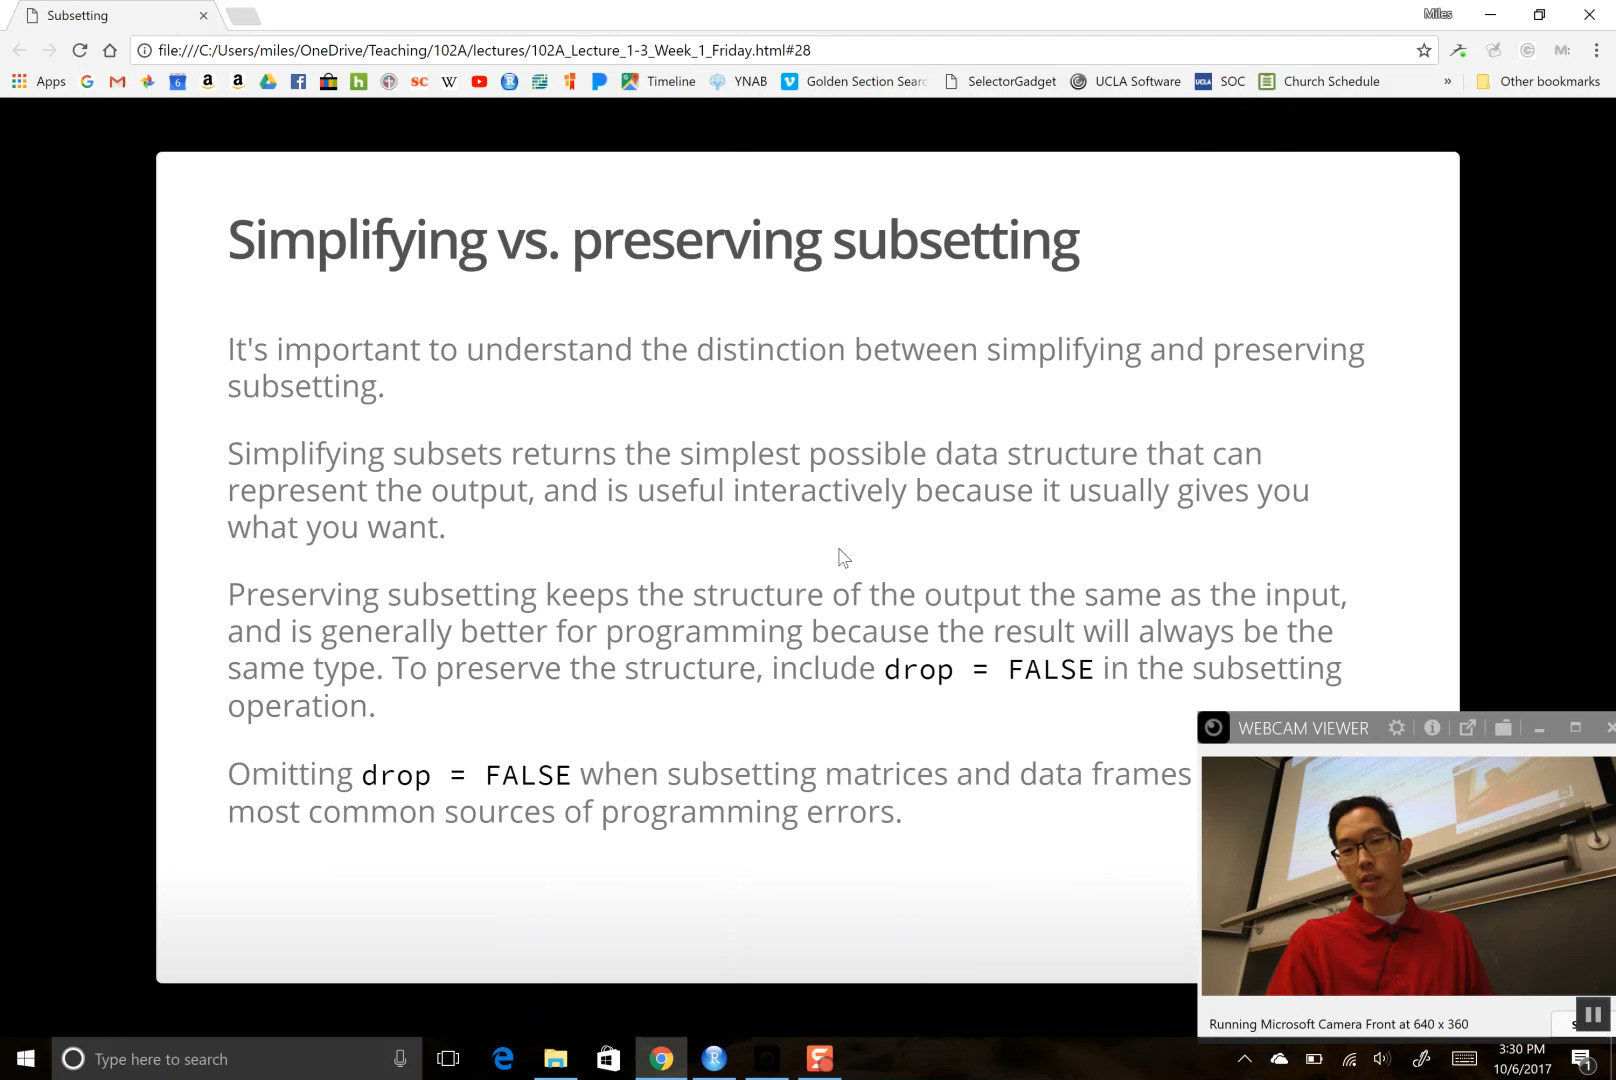 Subsetting
Miles
file:///C:/Users/miles/OneDrive/Teaching/102A/lectures/102A_Lecture_1-3_Week_1_Friday.html#28
Apps
Timeline
YNAB
Golden Section Searc
SelectorGadget
UCLA Software
SOC
Church Schedule
»
Other bookmarks
Simplifying vs. preserving subsetting
It's important to understand the distinction between simplifying and preserving
subsetting.
Simplifying subsets returns the simplest possible data structure that can
represent the output, and is useful interactively because it usually gives you
what you want.
Preserving subsetting keeps the structure of the output the same as the input,
and is generally better for programming because the result will always be the
same type. To preserve the structure, include drop = FALSE in the subsetting
operation.
Omitting drop = FALSE when subsetting matrices and data frames
most common sources of programming errors.
WEBCAM VIEWER
Running Microsoft Camera Front at 640 x 360
Type here to search
3:30 PM
10/6/2017